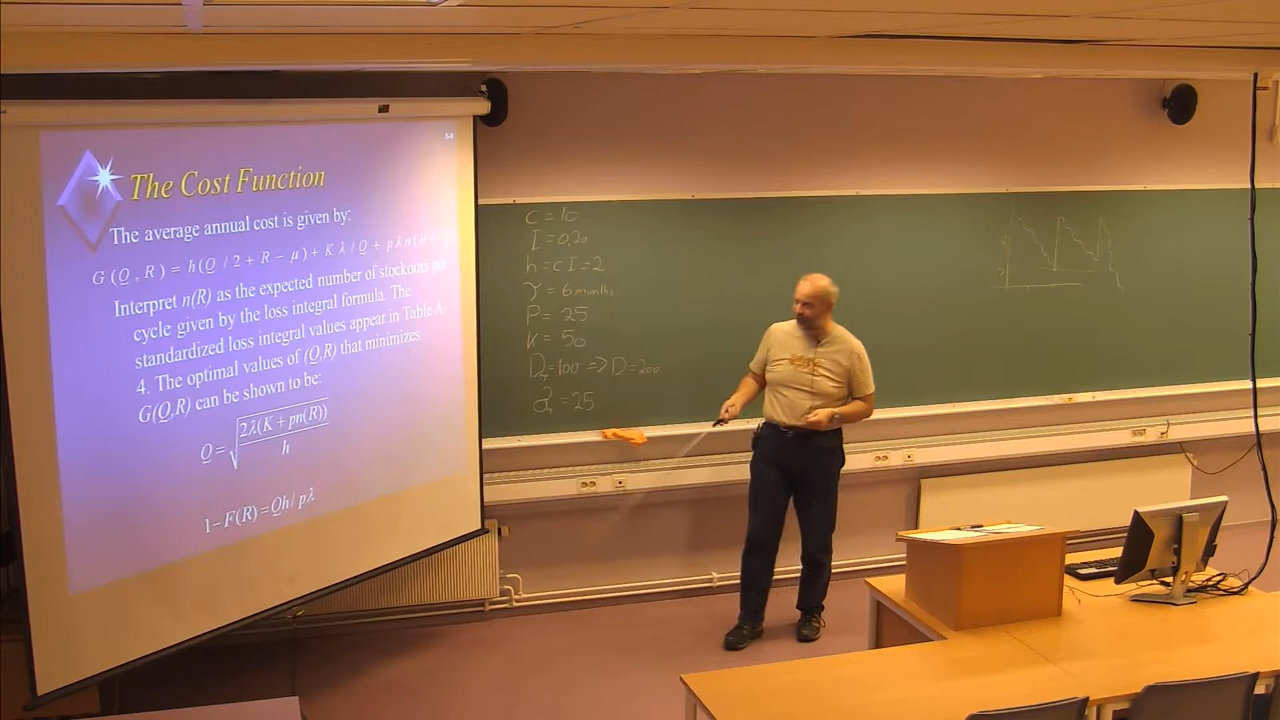 The Cost Function
The average annual cost is given by:
G (Q , R ) = h(Q / 2 + R − μ) + K λ / Q + pλn(R)
Interpret n(R) as the expected number of stockouts per
cycle given by the loss integral formula. The
standardized loss integral values appear in Table A-
4. The optimal values of (Q,R) that minimizes
G(Q,R) can be shown to be:
Q = √(2λ(K + pn(R)) / h)
1 − F(R) = Qh / pλ
C = 10
I = 0,20
h = c I = 2
γ = 6 months
P = 25
K = 50
D = 100 => D = 200
= 25